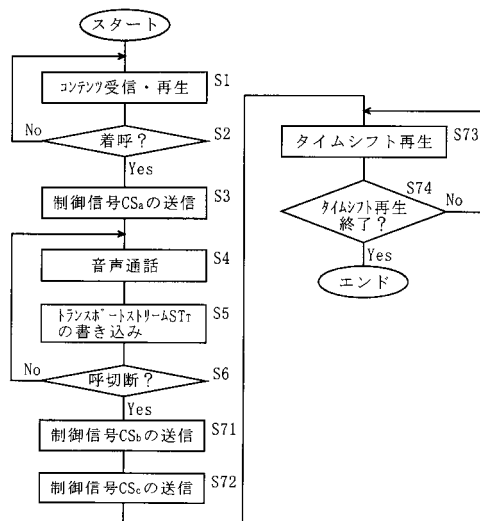 スタート
コンテンツ受信・再生
S1
着呼?
S2
No
Yes
制御信号CSaの送信
S3
音声通話
S4
トランスポートストリームSTT
の書き込み
S5
呼切断?
S6
No
Yes
制御信号CSbの送信
S71
制御信号CScの送信
S72
タイムシフト再生
S73
タイムシフト再生
終了?
S74
No
Yes
エンド